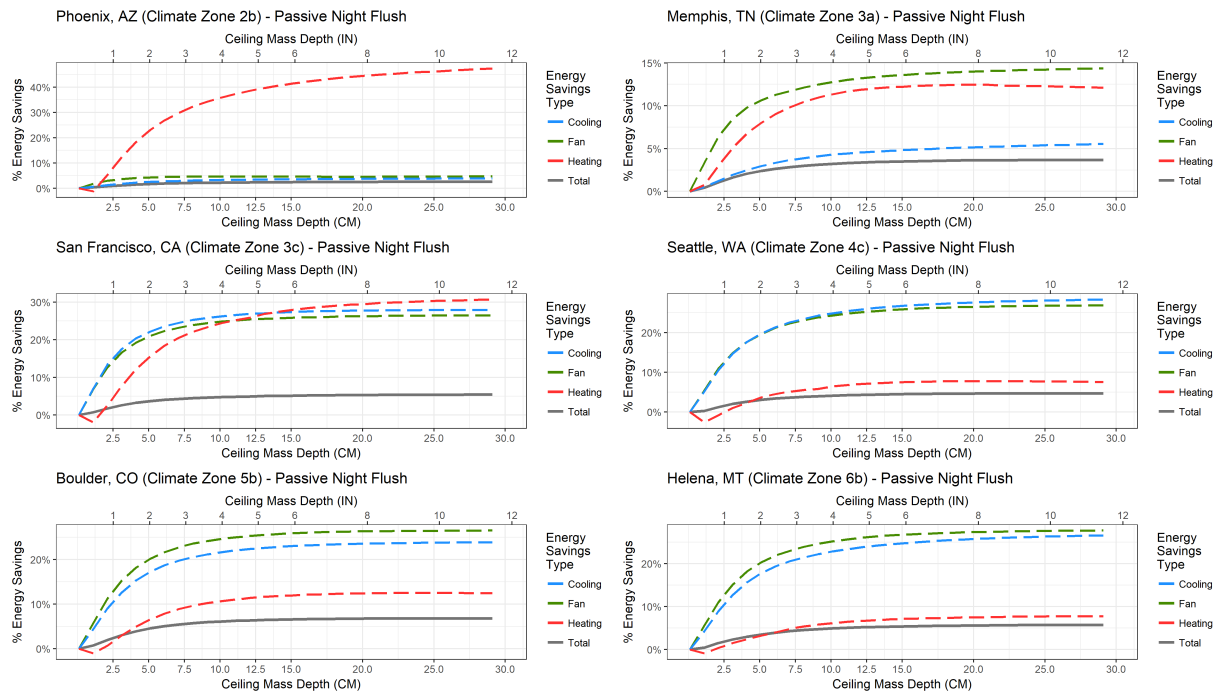 Phoenix, AZ (Climate Zone 2b) - Passive Night Flush
Ceiling Mass Depth (IN)
1 2 3 4 5 6 8 10 12
% Energy Savings
40%
30%
20%
10%
0%
2.5 5.0 7.5 10.0 12.5 15.0 20.0 25.0 30.0
Ceiling Mass Depth (CM)
Energy
Savings
Type
Cooling
Fan
Heating
Total
Memphis, TN (Climate Zone 3a) - Passive Night Flush
Ceiling Mass Depth (IN)
1 2 3 4 5 6 8 10 12
% Energy Savings
15%
10%
5%
0%
2.5 5.0 7.5 10.0 12.5 15.0 20.0 25.0 30.0
Ceiling Mass Depth (CM)
Energy
Savings
Type
Cooling
Fan
Heating
Total
San Francisco, CA (Climate Zone 3c) - Passive Night Flush
Ceiling Mass Depth (IN)
1 2 3 4 5 6 8 10 12
% Energy Savings
30%
20%
10%
0%
2.5 5.0 7.5 10.0 12.5 15.0 20.0 25.0 30.0
Ceiling Mass Depth (CM)
Energy
Savings
Type
Cooling
Fan
Heating
Total
Seattle, WA (Climate Zone 4c) - Passive Night Flush
Ceiling Mass Depth (IN)
1 2 3 4 5 6 8 10 12
% Energy Savings
20%
10%
0%
2.5 5.0 7.5 10.0 12.5 15.0 20.0 25.0 30.0
Ceiling Mass Depth (CM)
Energy
Savings
Type
Cooling
Fan
Heating
Total
Boulder, CO (Climate Zone 5b) - Passive Night Flush
Ceiling Mass Depth (IN)
1 2 3 4 5 6 8 10 12
% Energy Savings
20%
10%
0%
2.5 5.0 7.5 10.0 12.5 15.0 20.0 25.0 30.0
Ceiling Mass Depth (CM)
Energy
Savings
Type
Cooling
Fan
Heating
Total
Helena, MT (Climate Zone 6b) - Passive Night Flush
Ceiling Mass Depth (IN)
1 2 3 4 5 6 8 10 12
% Energy Savings
20%
10%
0%
2.5 5.0 7.5 10.0 12.5 15.0 20.0 25.0 30.0
Ceiling Mass Depth (CM)
Energy
Savings
Type
Cooling
Fan
Heating
Total